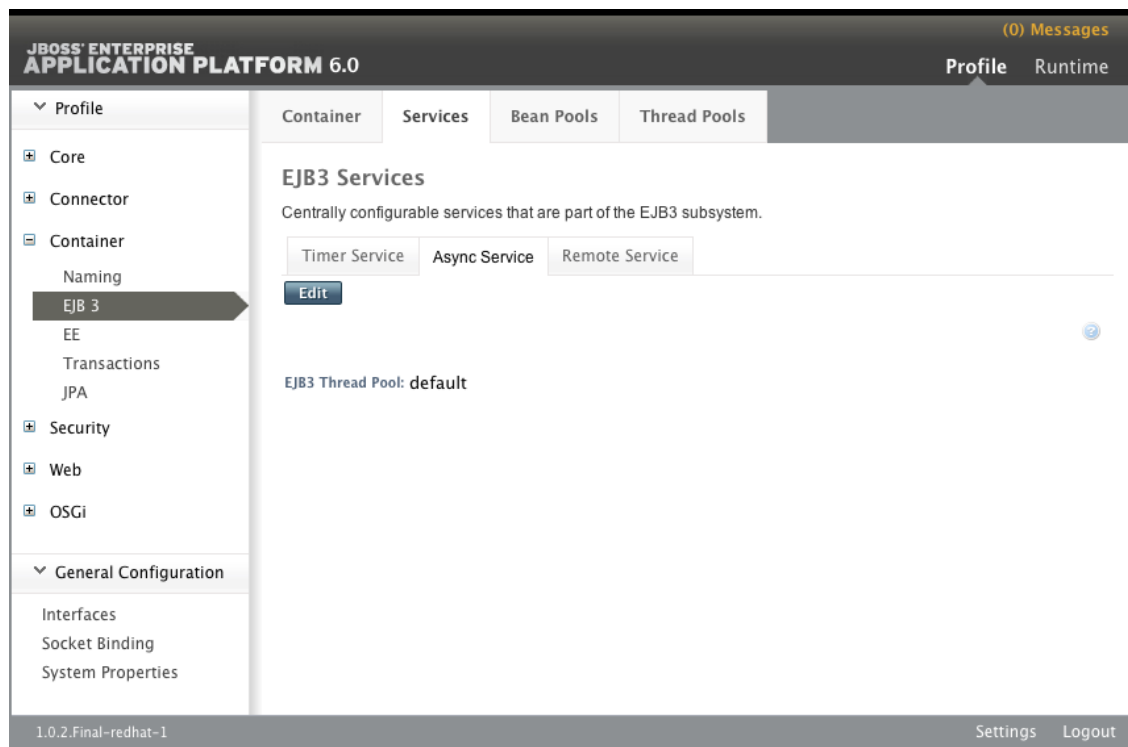 (0) Messages
JBOSS' ENTERPRISE
APPLICATION PLATFORM 6.0
Profile Runtime
Profile
Core
Connector
Container
Naming
EJB 3
EE
Transactions
JPA
Security
Web
OSGi
General Configuration
Interfaces
Socket Binding
System Properties
Container Services Bean Pools Thread Pools
EJB3 Services
Centrally configurable services that are part of the EJB3 subsystem.
Timer Service Async Service Remote Service
Edit
?
EJB3 Thread Pool: default
1.0.2.Final-redhat-1
Settings Logout